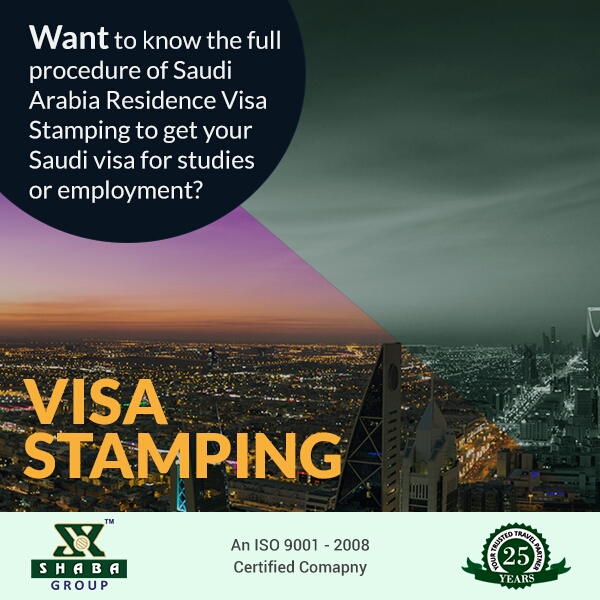 Want to know the full
procedure of Saudi
Arabia Residence Visa
Stamping to get your
Saudi visa for studies
or employment?
VISA
STAMPING
TM
SHABA
GROUP
An ISO 9001 - 2008
Certified Comapny
YOUR TRUSTED TRAVEL PARTNER
25
YEARS